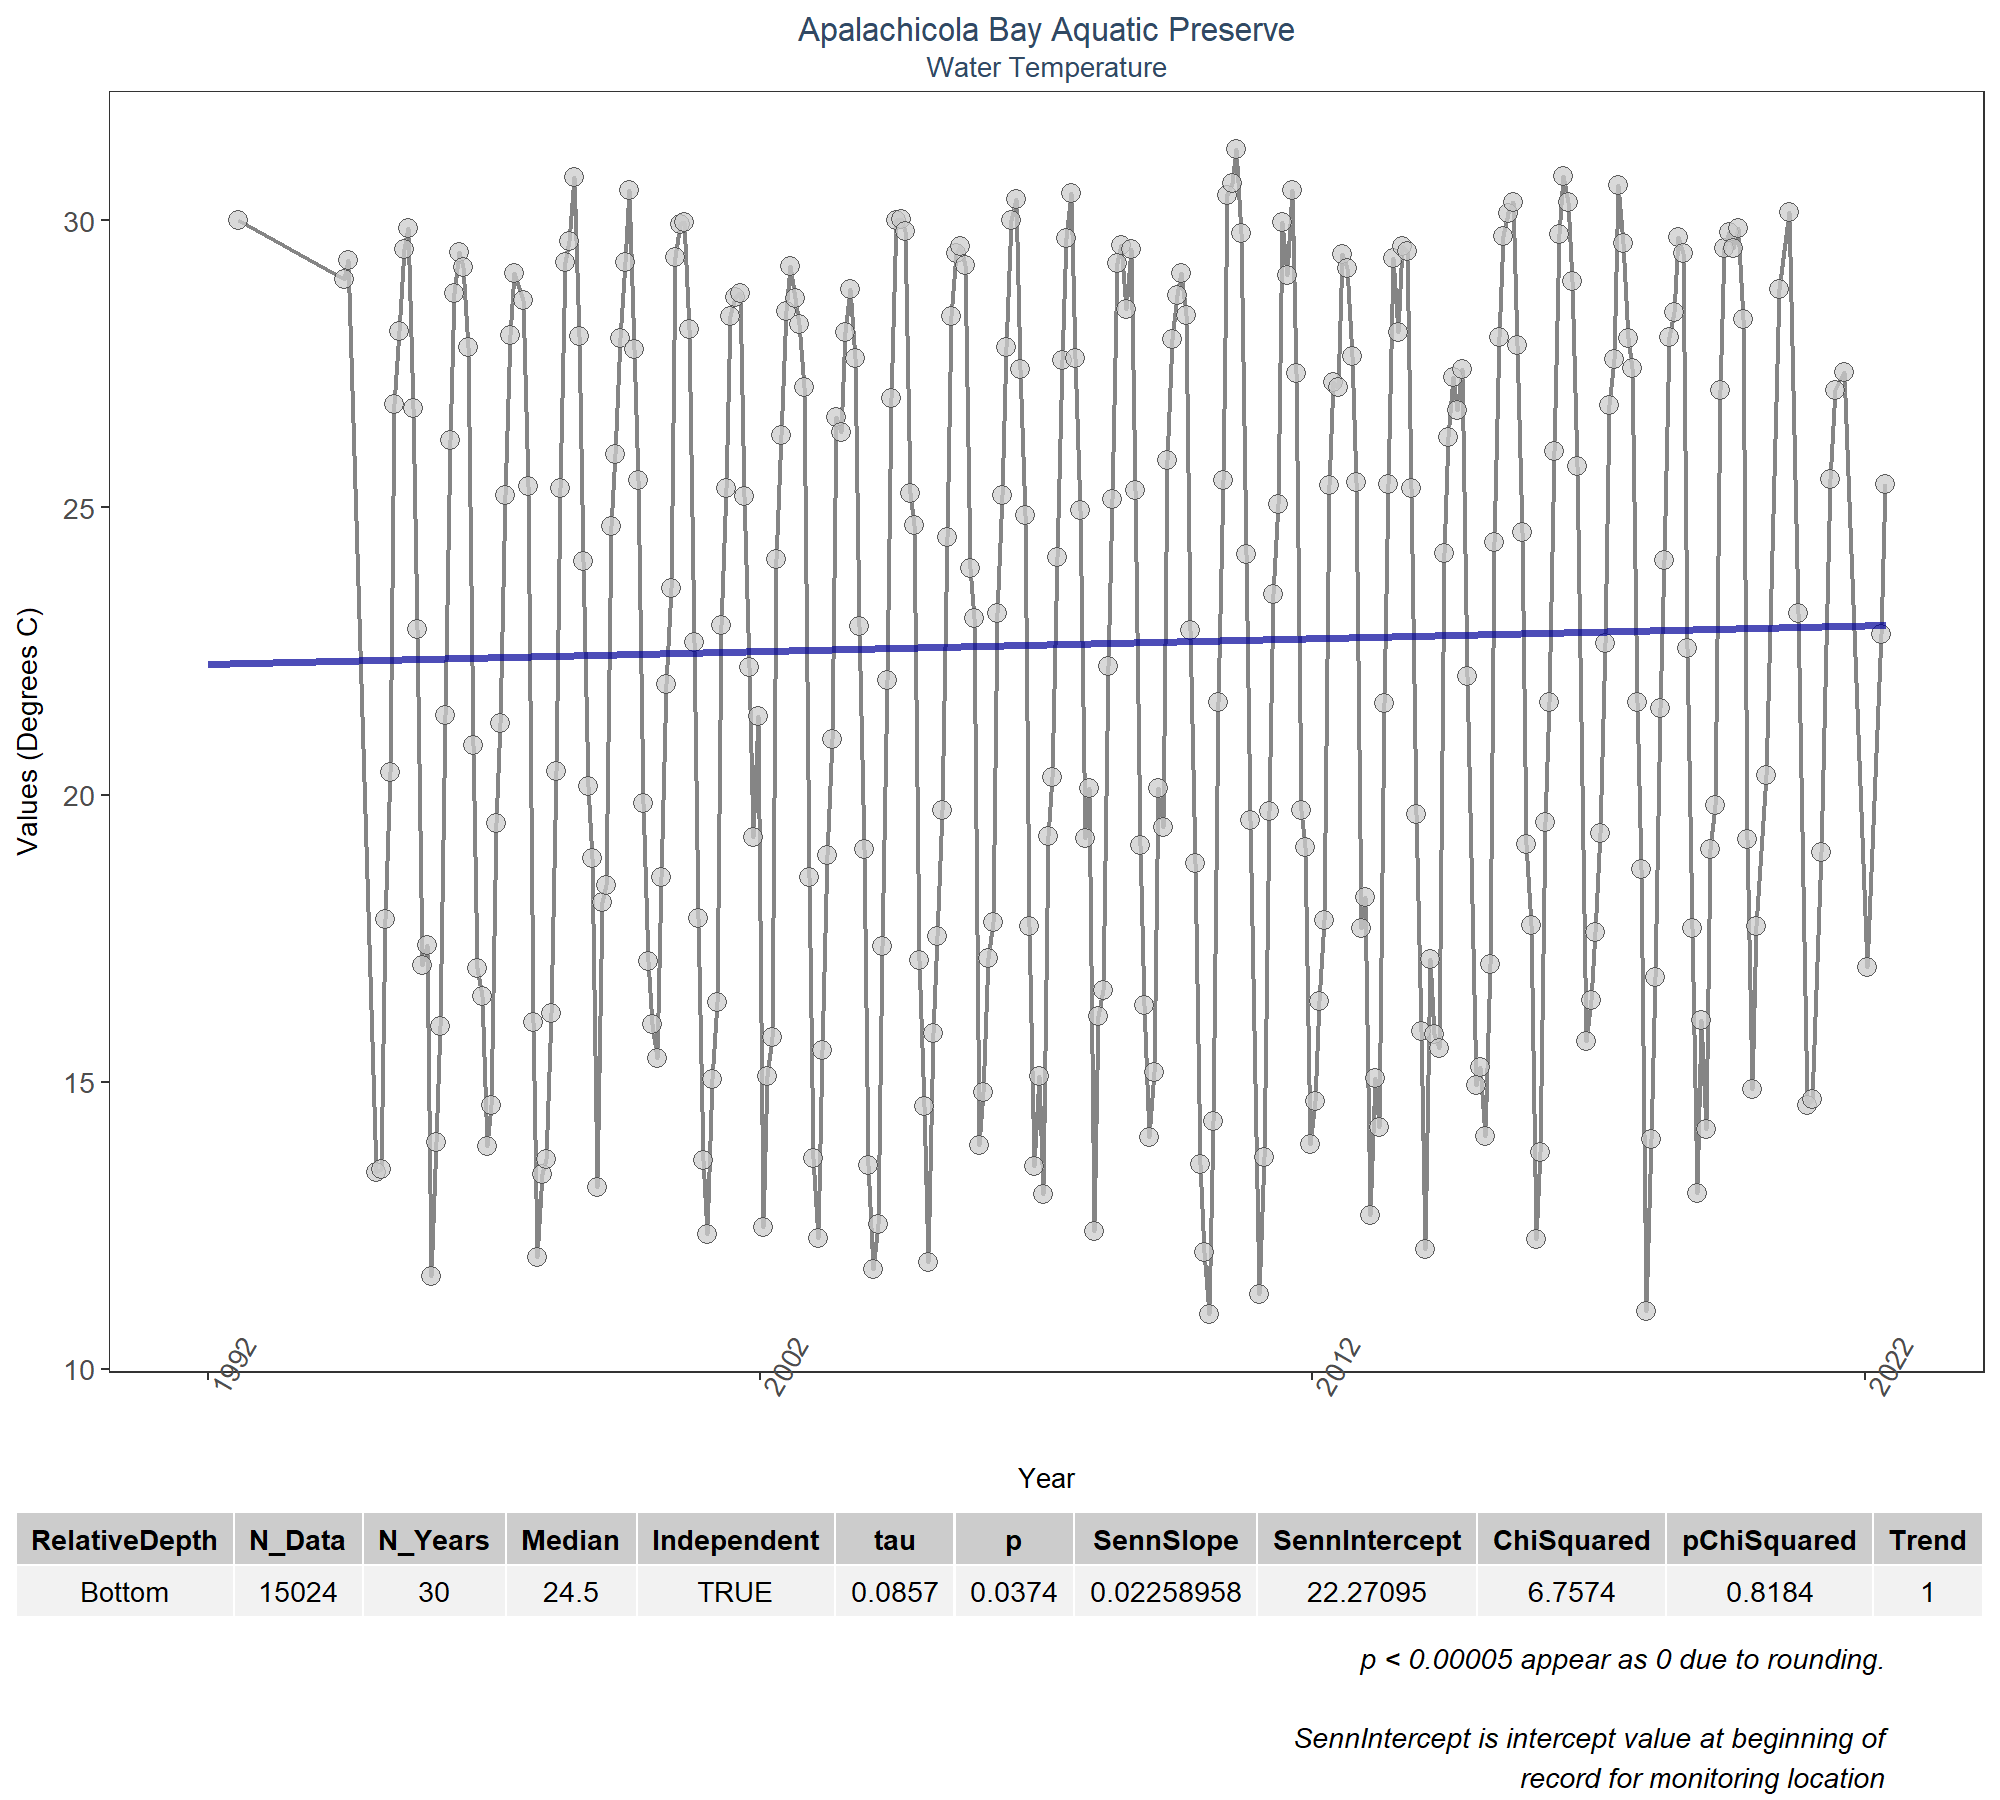 Apalachicola Bay Aquatic Preserve
Water Temperature
Values (Degrees C)
30
25
20
15
10
1992
2002
2012
2022
Year
RelativeDepth N_Data N_Years Median Independent tau p SennSlope SennIntercept ChiSquared pChiSquared Trend
Bottom 15024 30 24.5 TRUE 0.0857 0.0374 0.02258958 22.27095 6.7574 0.8184 1
p < 0.00005 appear as 0 due to rounding.
SennIntercept is intercept value at beginning of
record for monitoring location